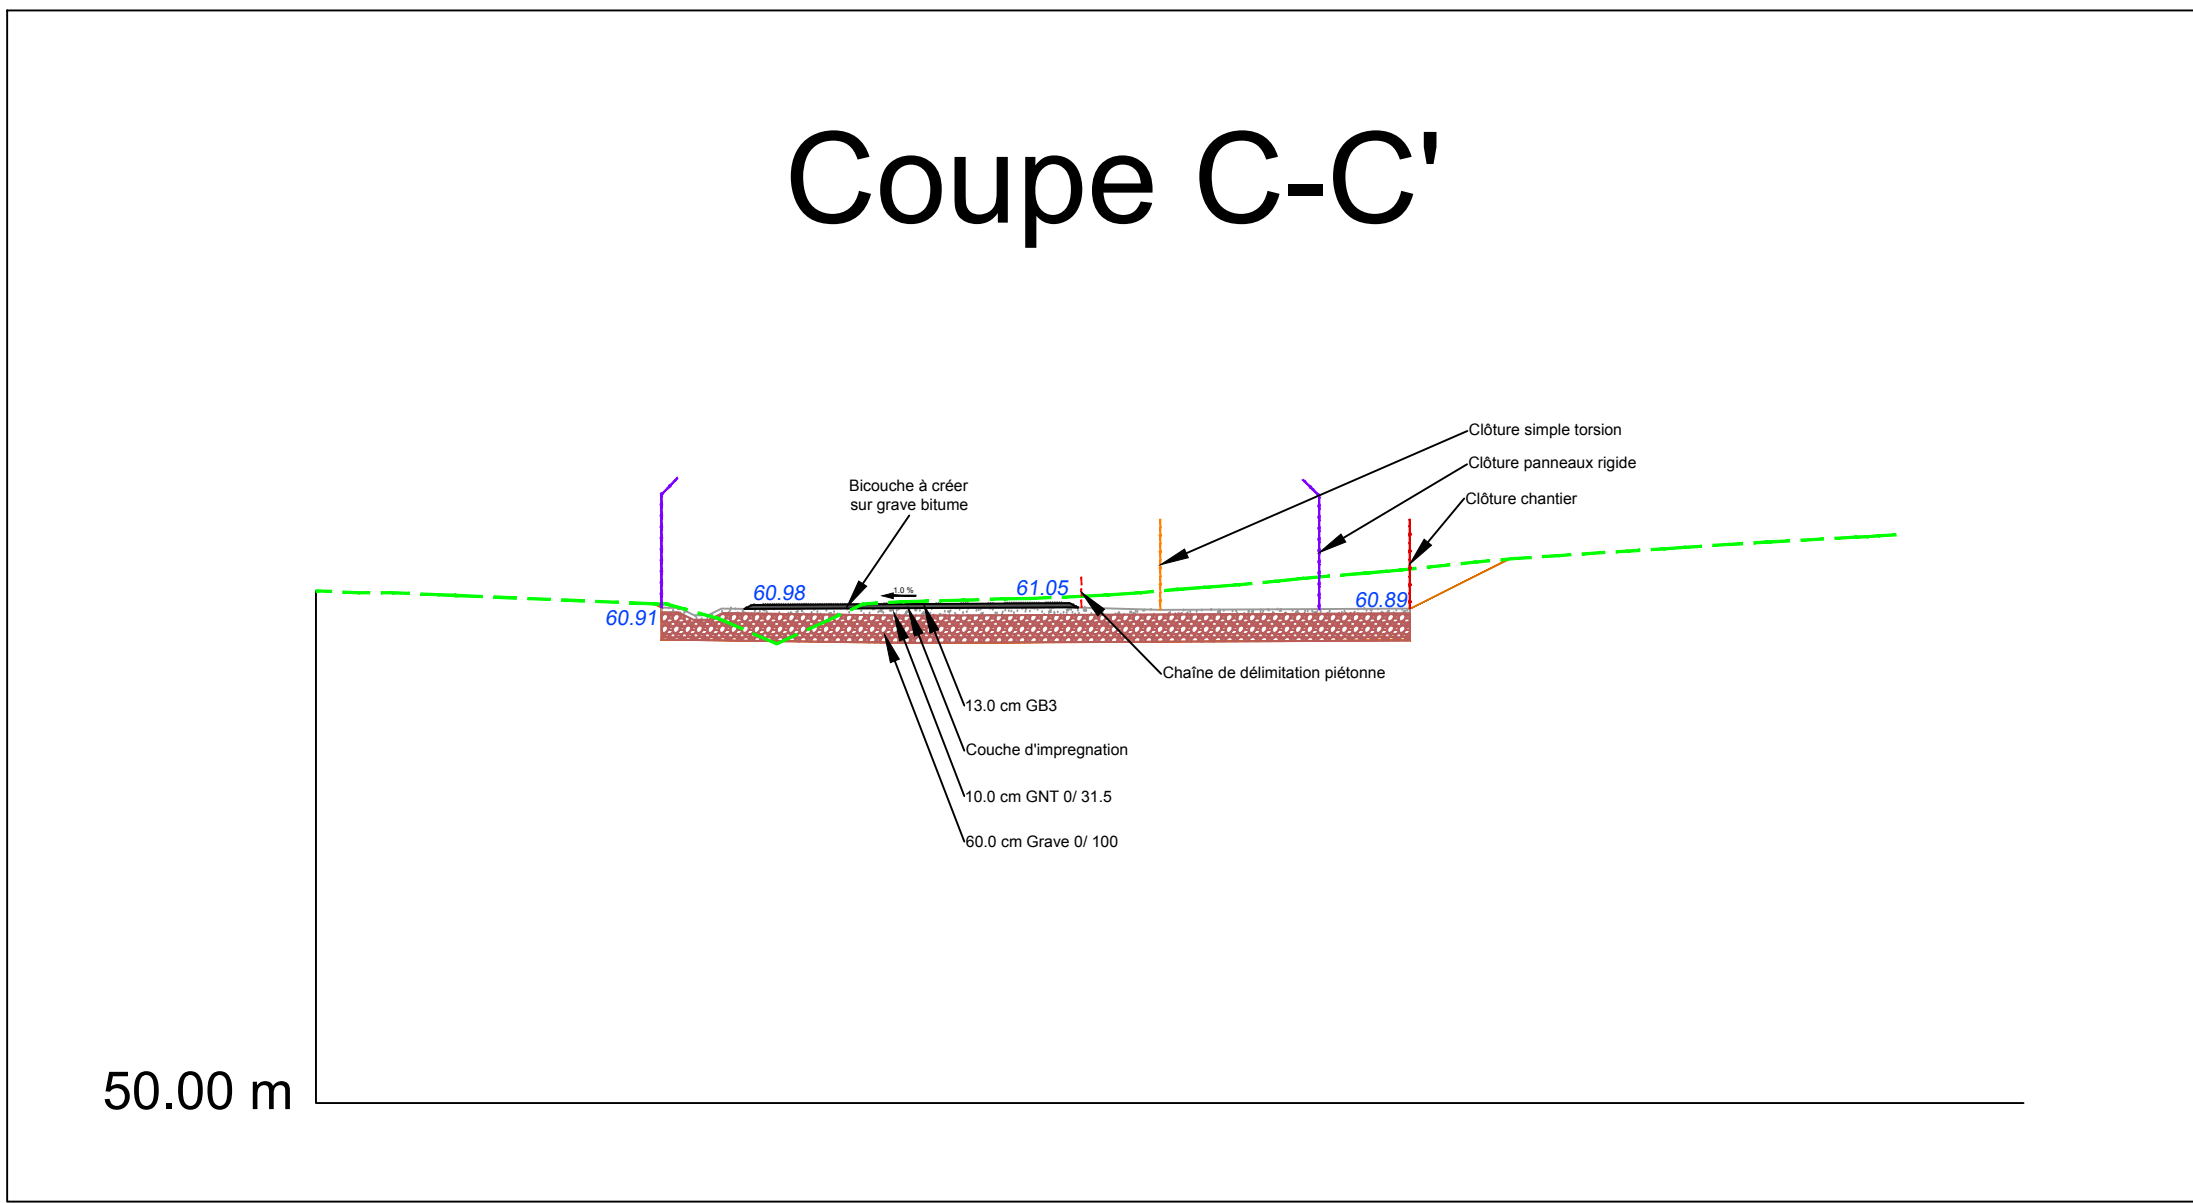 Coupe C-C'
Clôture simple torsion
Clôture panneaux rigide
Bicouche à créer
sur grave bitume
Clôture chantier
60.98
1.0 %
61.05
60.91
60.89
Chaîne de délimitation piétonne
13.0 cm GB3
Couche d'impregnation
10.0 cm GNT 0/ 31.5
60.0 cm Grave 0/ 100
50.00 m